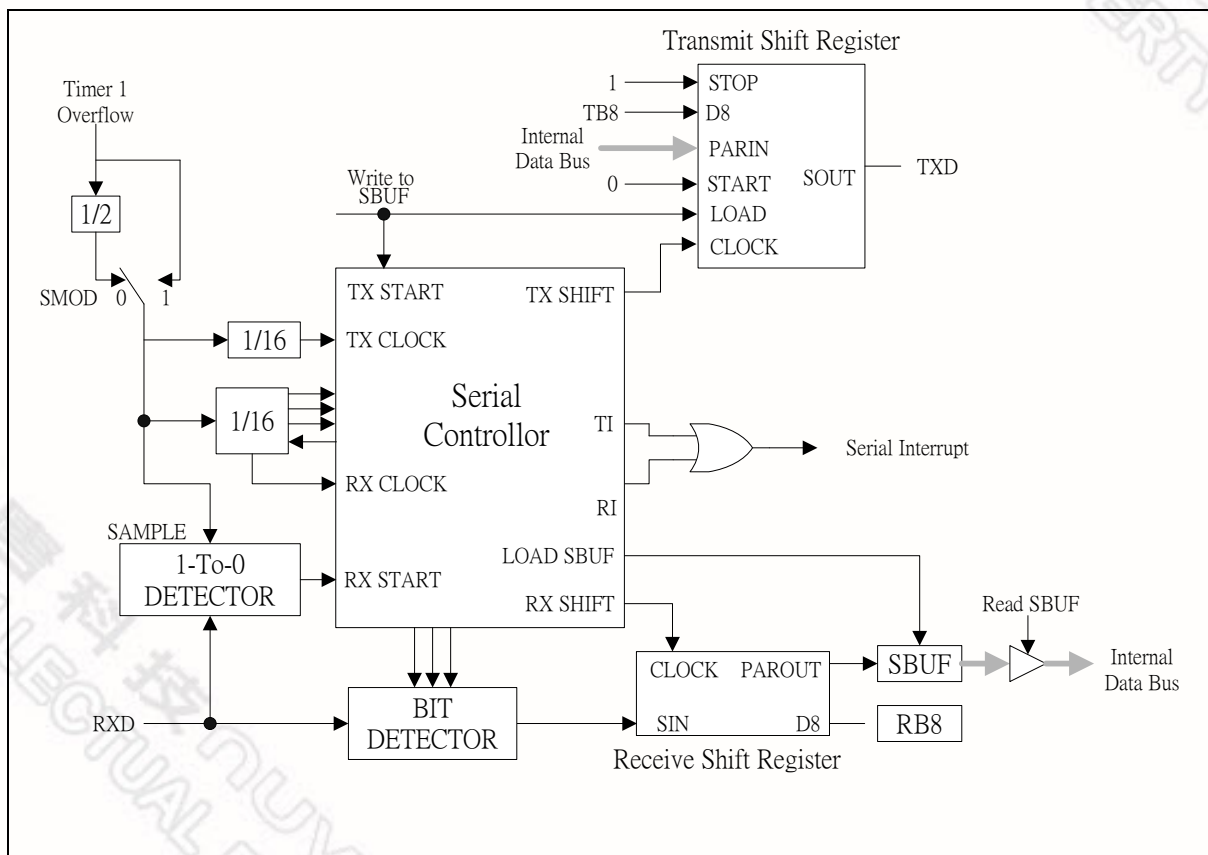 Transmit Shift Register
Timer 1
Overflow
1
STOP
TB8
D8
Internal
Data Bus
PARIN
SOUT
TXD
0
START
LOAD
CLOCK
Write to
SBUF
1/2
SMOD
0
1
TX START
TX SHIFT
1/16
TX CLOCK
1/16
Serial
Controllor
TI
Serial Interrupt
RX CLOCK
RI
SAMPLE
1-To-0
DETECTOR
RX START
LOAD SBUF
RX SHIFT
Read SBUF
CLOCK
PAROUT
SBUF
Internal
Data Bus
RXD
BIT
DETECTOR
SIN
D8
RB8
Receive Shift Register